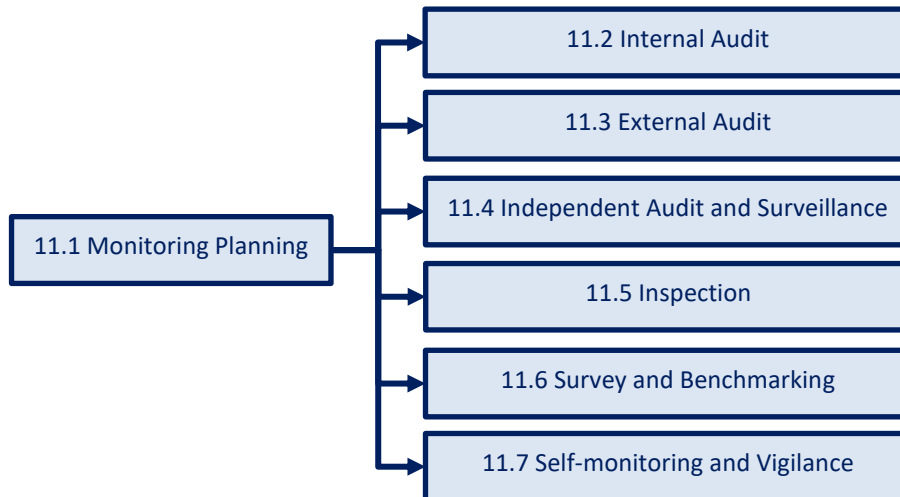 11.2 Internal Audit
11.3 External Audit
11.4 Independent Audit and Surveillance
11.1 Monitoring Planning
11.5 Inspection
11.6 Survey and Benchmarking
11.7 Self-monitoring and Vigilance